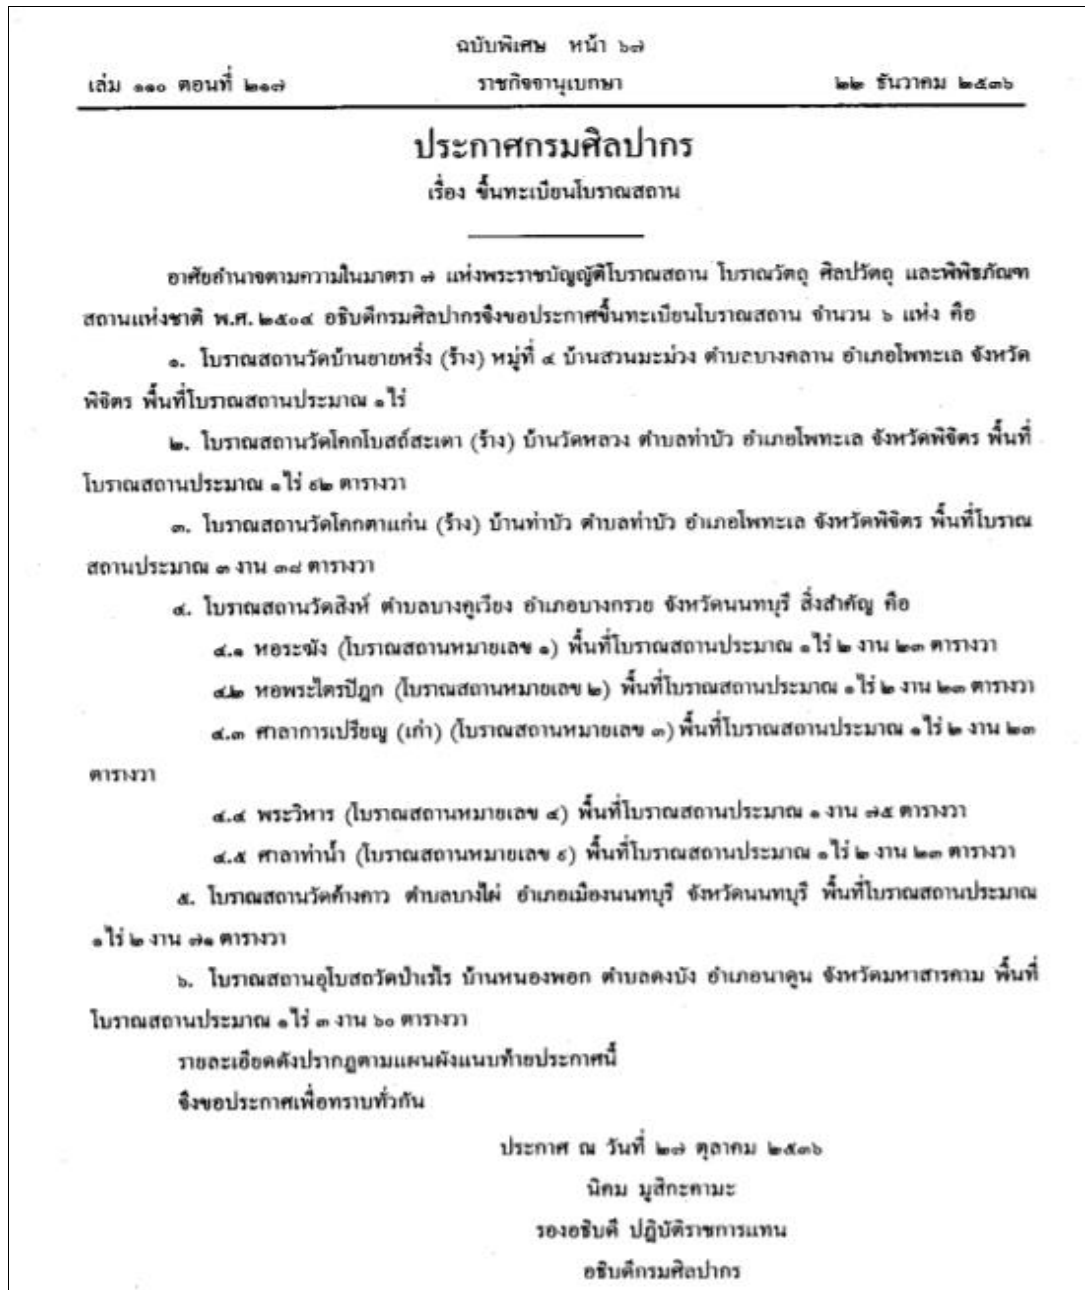 ฉบับพิเศษ หน้า ๖๗
เล่ม ๑๑๐ ตอนที่ ๒๑๗ ราชกิจจานุเบกษา ๒๒ ธันวาคม ๒๕๓๖
ประกาศกรมศิลปากร
เรื่อง ขึ้นทะเบียนโบราณสถาน
อาศัยอำนาจตามความในมาตรา ๗ แห่งพระราชบัญญัติโบราณสถาน โบราณวัตถุ ศิลปวัตถุ และพิพิธภัณฑ
สถานแห่งชาติ พ.ศ. ๒๕๐๔ อธิบดีกรมศิลปากรจึงขอประกาศขึ้นทะเบียนโบราณสถาน จำนวน ๖ แห่ง คือ
๑. โบราณสถานวัดบ้านยายหริ่ง (ร้าง) หมู่ที่ ๔ บ้านสวนมะม่วง ตำบลบางคลาน อำเภอโพทะเล จังหวัด
พิจิตร พื้นที่โบราณสถานประมาณ ๑ ไร่
๒. โบราณสถานวัดโคกโบสถ์สะเดา (ร้าง) บ้านวัดหลวง ตำบลท่าบัว อำเภอโพทะเล จังหวัดพิจิตร พื้นที่
โบราณสถานประมาณ ๑ ไร่ ๙๒ ตารางวา
๓. โบราณสถานวัดโคกตาแก่น (ร้าง) บ้านท่าบัว ตำบลท่าบัว อำเภอโพทะเล จังหวัดพิจิตร พื้นที่โบราณ
สถานประมาณ ๓ งาน ๓๘ ตารางวา
๔. โบราณสถานวัดสิงห์ ตำบลบางคูเวียง อำเภอบางกรวย จังหวัดนนทบุรี สิ่งสำคัญ คือ
๔.๑ หอระฆัง (โบราณสถานหมายเลข ๑) พื้นที่โบราณสถานประมาณ ๑ ไร่ ๒ งาน ๒๓ ตารางวา
๔.๒ หอพระไตรปิฎก (โบราณสถานหมายเลข ๒) พื้นที่โบราณสถานประมาณ ๑ ไร่ ๒ งาน ๒๓ ตารางวา
๔.๓ ศาลาการเปรียญ (เก่า) (โบราณสถานหมายเลข ๓) พื้นที่โบราณสถานประมาณ ๑ ไร่ ๒ งาน ๒๓
ตารางวา
๔.๔ พระวิหาร (โบราณสถานหมายเลข ๔) พื้นที่โบราณสถานประมาณ ๑ งาน ๗๕ ตารางวา
๔.๕ ศาลาท่าน้ำ (โบราณสถานหมายเลข ๙) พื้นที่โบราณสถานประมาณ ๑ ไร่ ๒ งาน ๒๓ ตารางวา
๕. โบราณสถานวัดค้างคาว ตำบลบางไผ่ อำเภอเมืองนนทบุรี จังหวัดนนทบุรี พื้นที่โบราณสถานประมาณ
๑ ไร่ ๒ งาน ๗๑ ตารางวา
๖. โบราณสถานอุโบสถวัดป่าเรไร บ้านหนองพอก ตำบลดงบัง อำเภอนาดูน จังหวัดมหาสารคาม พื้นที่
โบราณสถานประมาณ ๑ ไร่ ๓ งาน ๖๐ ตารางวา
รายละเอียดดังปรากฏตามแผนผังแนบท้ายประกาศนี้
จึงขอประกาศเพื่อทราบทั่วกัน
ประกาศ ณ วันที่ ๒๗ ตุลาคม ๒๕๓๖
นิคม มูสิกะคามะ
รองอธิบดี ปฏิบัติราชการแทน
อธิบดีกรมศิลปากร